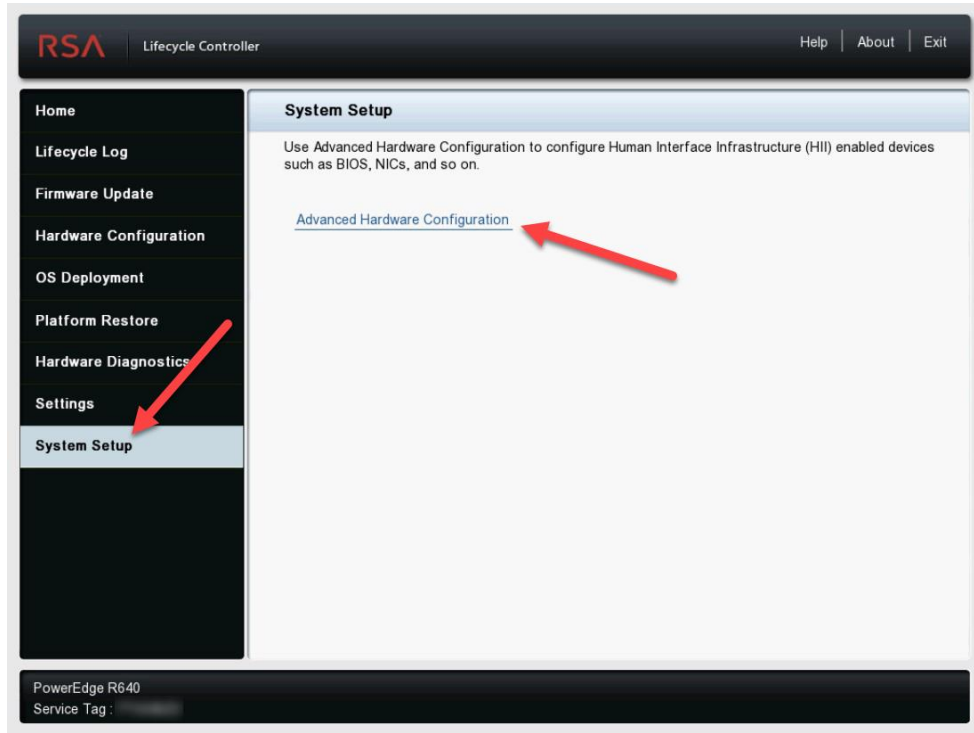 RSA
Lifecycle Controller
Help
About
Exit
Home
Lifecycle Log
Firmware Update
Hardware Configuration
OS Deployment
Platform Restore
Hardware Diagnostics
Settings
System Setup
System Setup
Use Advanced Hardware Configuration to configure Human Interface Infrastructure (HII) enabled devices
such as BIOS, NICs, and so on.
Advanced Hardware Configuration
PowerEdge R640
Service Tag :